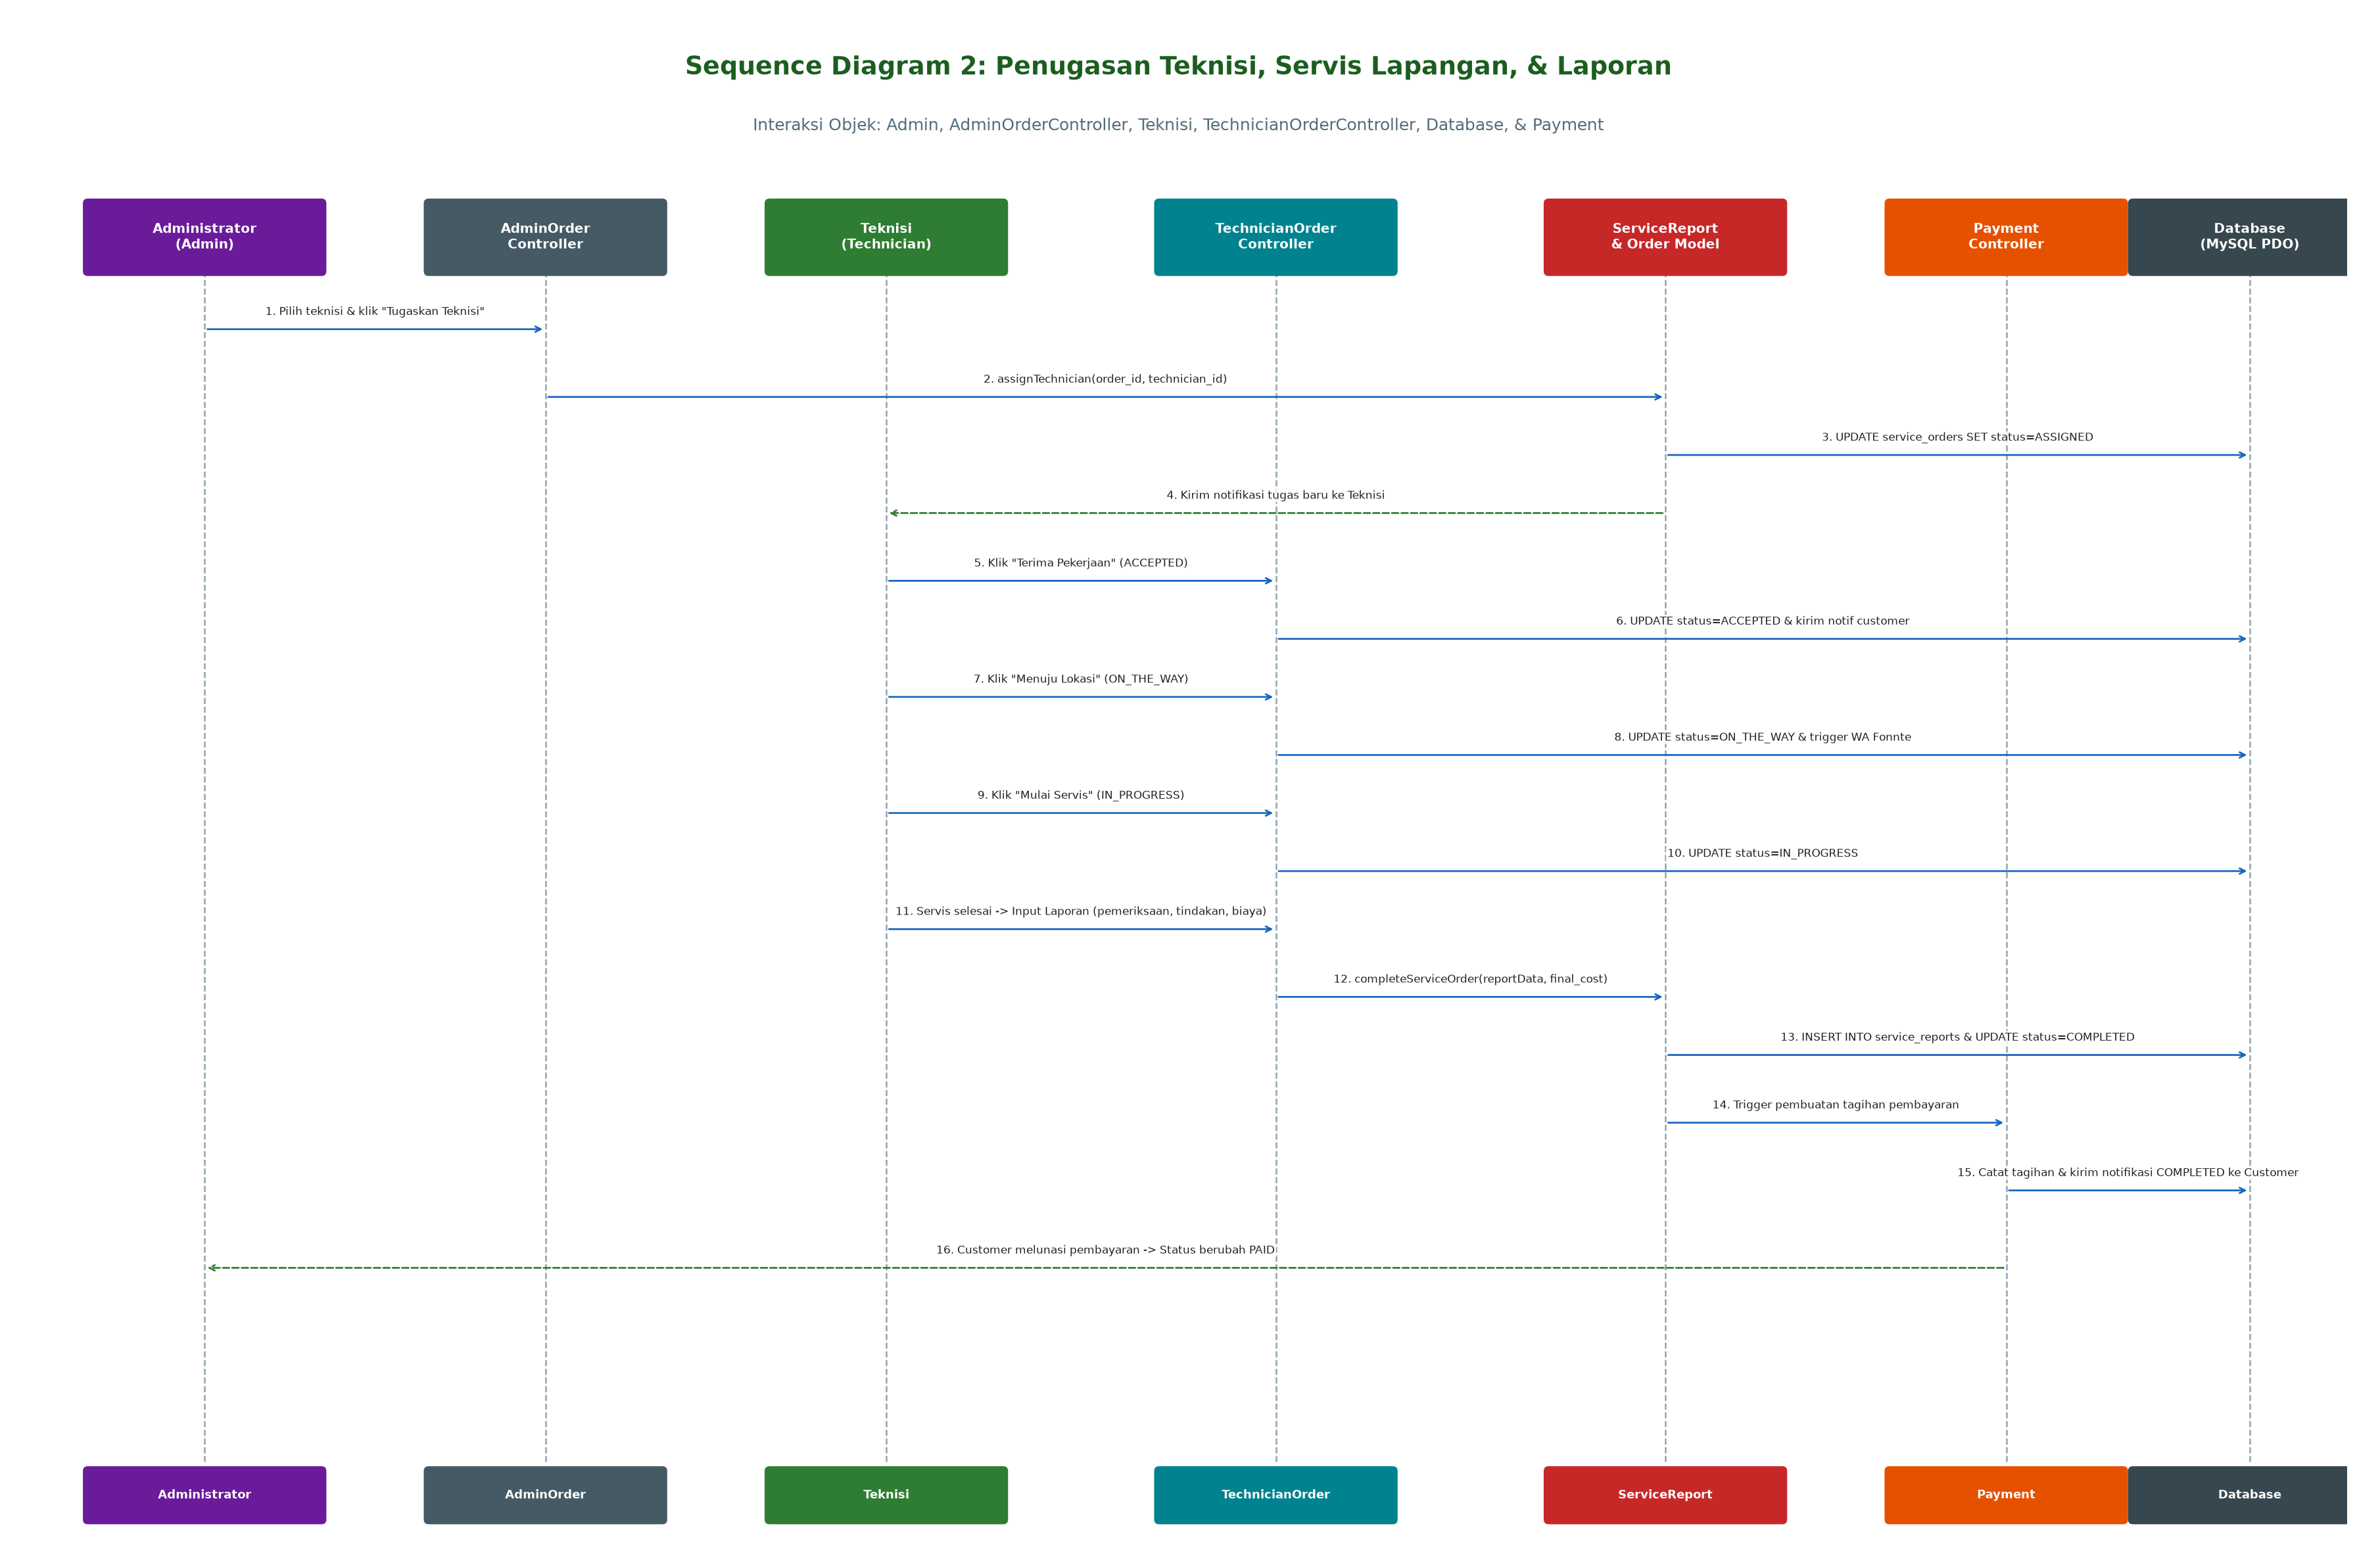 Sequence Diagram 2: Penugasan Teknisi, Servis Lapangan, & Laporan
Interaksi Objek: Admin, AdminOrderController, Teknisi, TechnicianOrderController, Database, & Payment
Administrator
(Admin)
AdminOrder
Controller
Teknisi
(Technician)
TechnicianOrder
Controller
ServiceReport
& Order Model
Payment
Controller
Database
(MySQL PDO)
1. Pilih teknisi & klik "Tugaskan Teknisi"
2. assignTechnician(order_id, technician_id)
3. UPDATE service_orders SET status=ASSIGNED
4. Kirim notifikasi tugas baru ke Teknisi
5. Klik "Terima Pekerjaan" (ACCEPTED)
6. UPDATE status=ACCEPTED & kirim notif customer
7. Klik "Menuju Lokasi" (ON_THE_WAY)
8. UPDATE status=ON_THE_WAY & trigger WA Fonnte
9. Klik "Mulai Servis" (IN_PROGRESS)
10. UPDATE status=IN_PROGRESS
11. Servis selesai -> Input Laporan (pemeriksaan, tindakan, biaya)
12. completeServiceOrder(reportData, final_cost)
13. INSERT INTO service_reports & UPDATE status=COMPLETED
14. Trigger pembuatan tagihan pembayaran
15. Catat tagihan & kirim notifikasi COMPLETED ke Customer
16. Customer melunasi pembayaran -> Status berubah PAID
Administrator
AdminOrder
Teknisi
TechnicianOrder
ServiceReport
Payment
Database